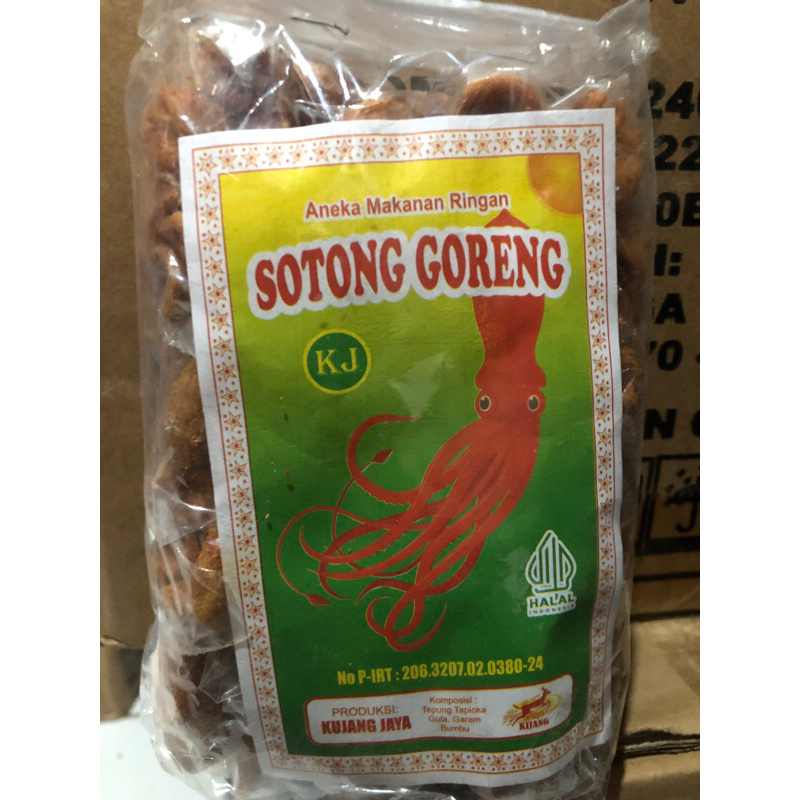 Aneka Makanan Ringan
SOTONG GORENG
KJ
HALAL
INDONESIA
No P-IRT : 206.3207.02.0380-24
PRODUKSI:
KUJANG JAYA
Komposisi :
Tepung Tapioka
Gula, Garam
Bumbu
KIJANG